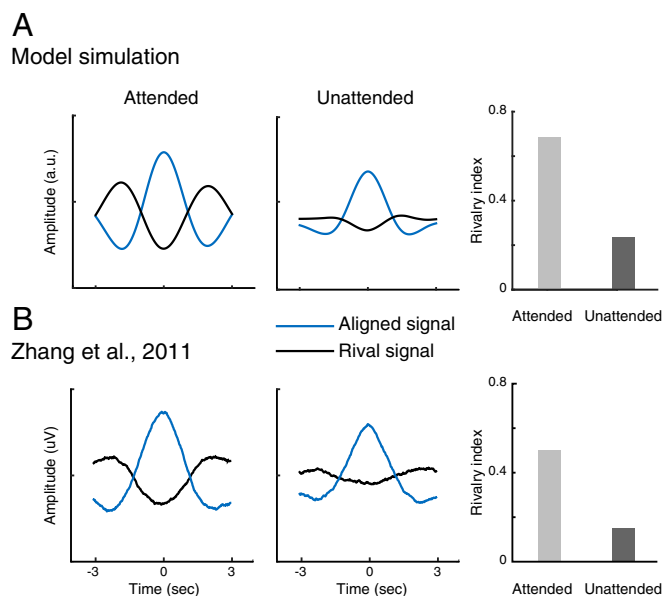 A
Model simulation
Attended
Unattended
Amplitude (a.u.)
0.8
0.4
0
Rivalry index
Attended
Unattended
B
Zhang et al., 2011
Aligned signal
Rival signal
Amplitude (uV)
-3
0
3
Time (sec)
-3
0
3
Time (sec)
0.8
0.4
0
Rivalry index
Attended
Unattended